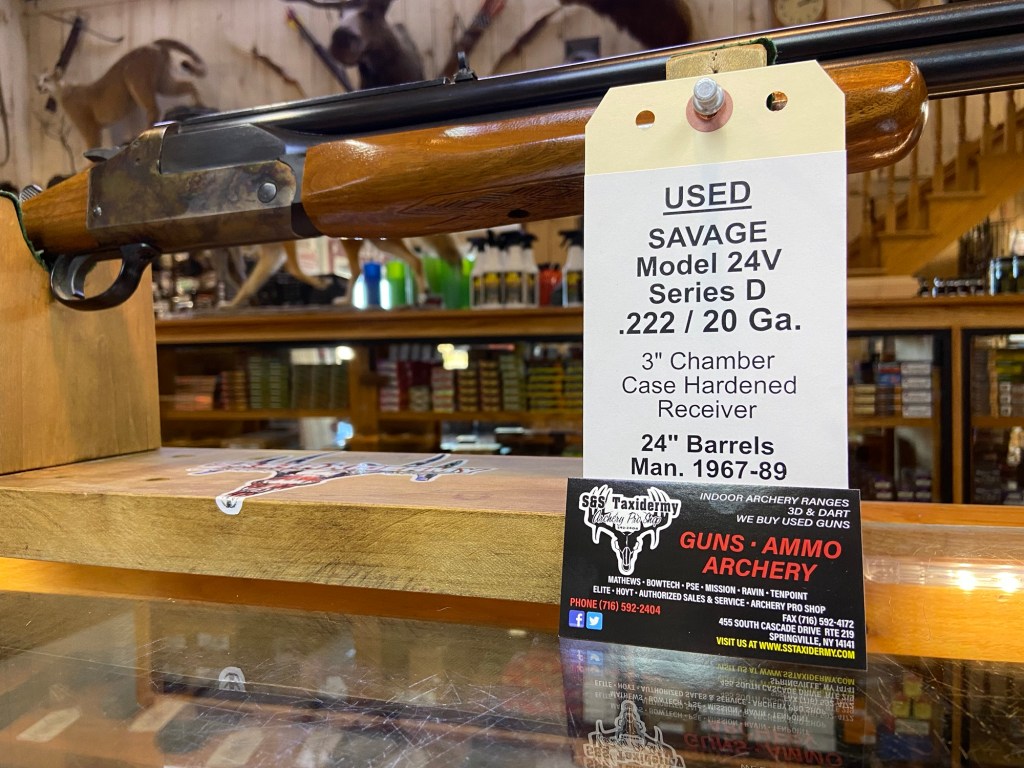 USED
SAVAGE
Model 24V
Series D
.222 / 20 Ga.
3" Chamber
Case Hardened
Receiver
24" Barrels
Man. 1967-89
S&S Taxidermy
Archery Pro Shop
INDOOR ARCHERY RANGES
3D & DART
WE BUY USED GUNS
GUNS · AMMO
ARCHERY
MATHEWS • BOWTECH • PSE • MISSION • RAVIN • TENPOINT
ELITE • HOYT • AUTHORIZED SALES & SERVICE • ARCHERY PRO SHOP
PHONE (716) 592-2404
FAX (716) 592-4172
455 SOUTH CASCADE DRIVE RTE 219
SPRINGVILLE, NY 14141
VISIT US AT WWW.SSTAXIDERMY.COM